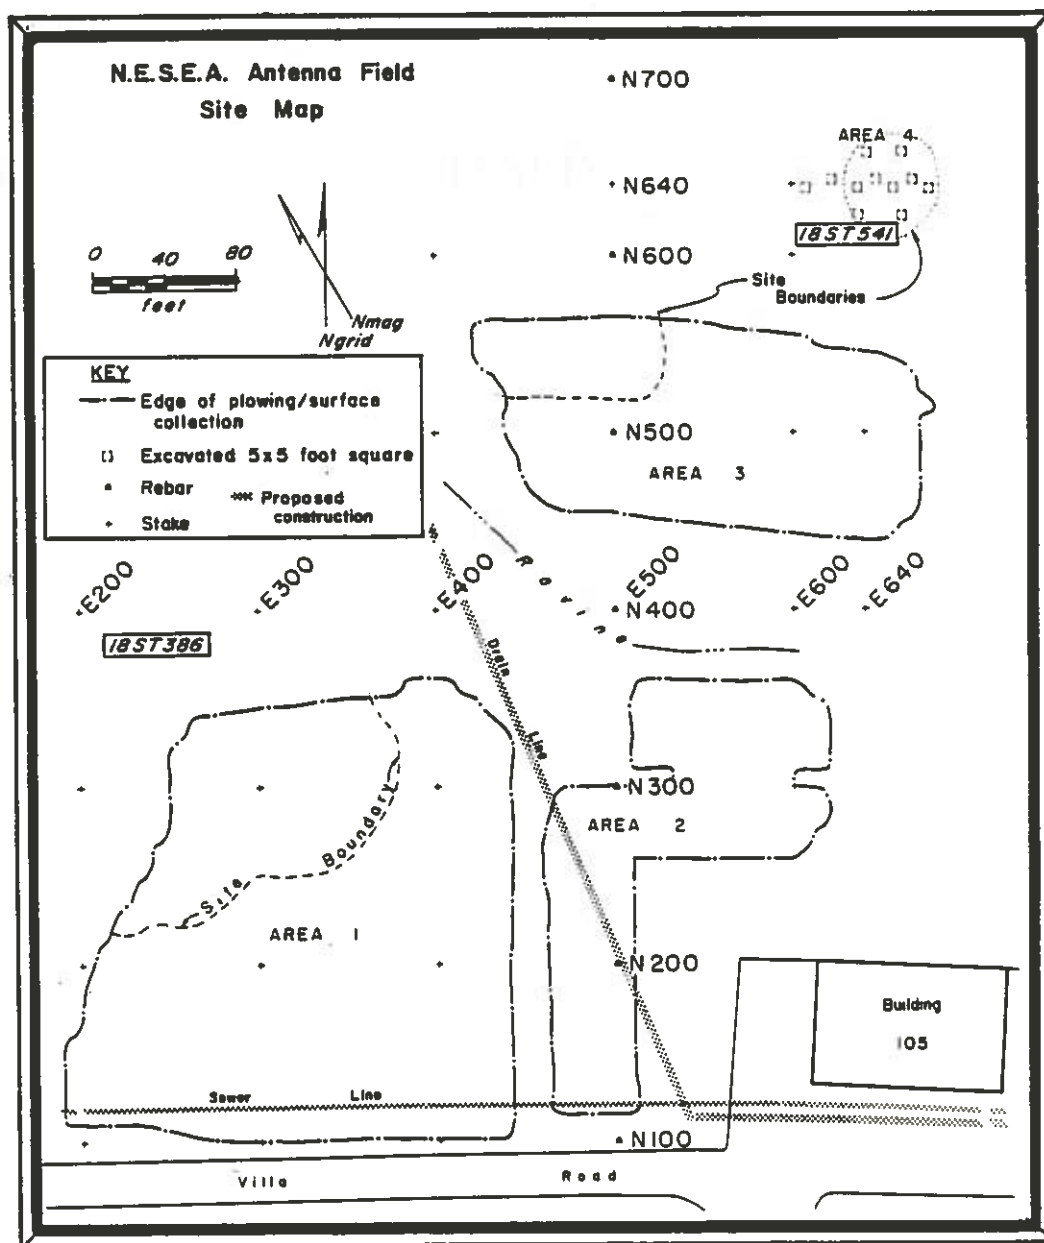 N.E.S.E.A. Antenna Field
Site Map
N700
AREA 4
N640
18ST541
0 40 80
feet
N600
Site
Boundaries
Nmag
Ngrid
KEY
Edge of plowing/surface
collection
Excavated 5x5 foot square
Rebar
Proposed
construction
Stake
N500
AREA 3
Ravine
E200
E300
E400
E500
E600
E640
N400
18ST386
Drain
Line
N300
AREA 2
Site Boundary
AREA 1
N200
Building
105
Sewer Line
N100
Villa Road